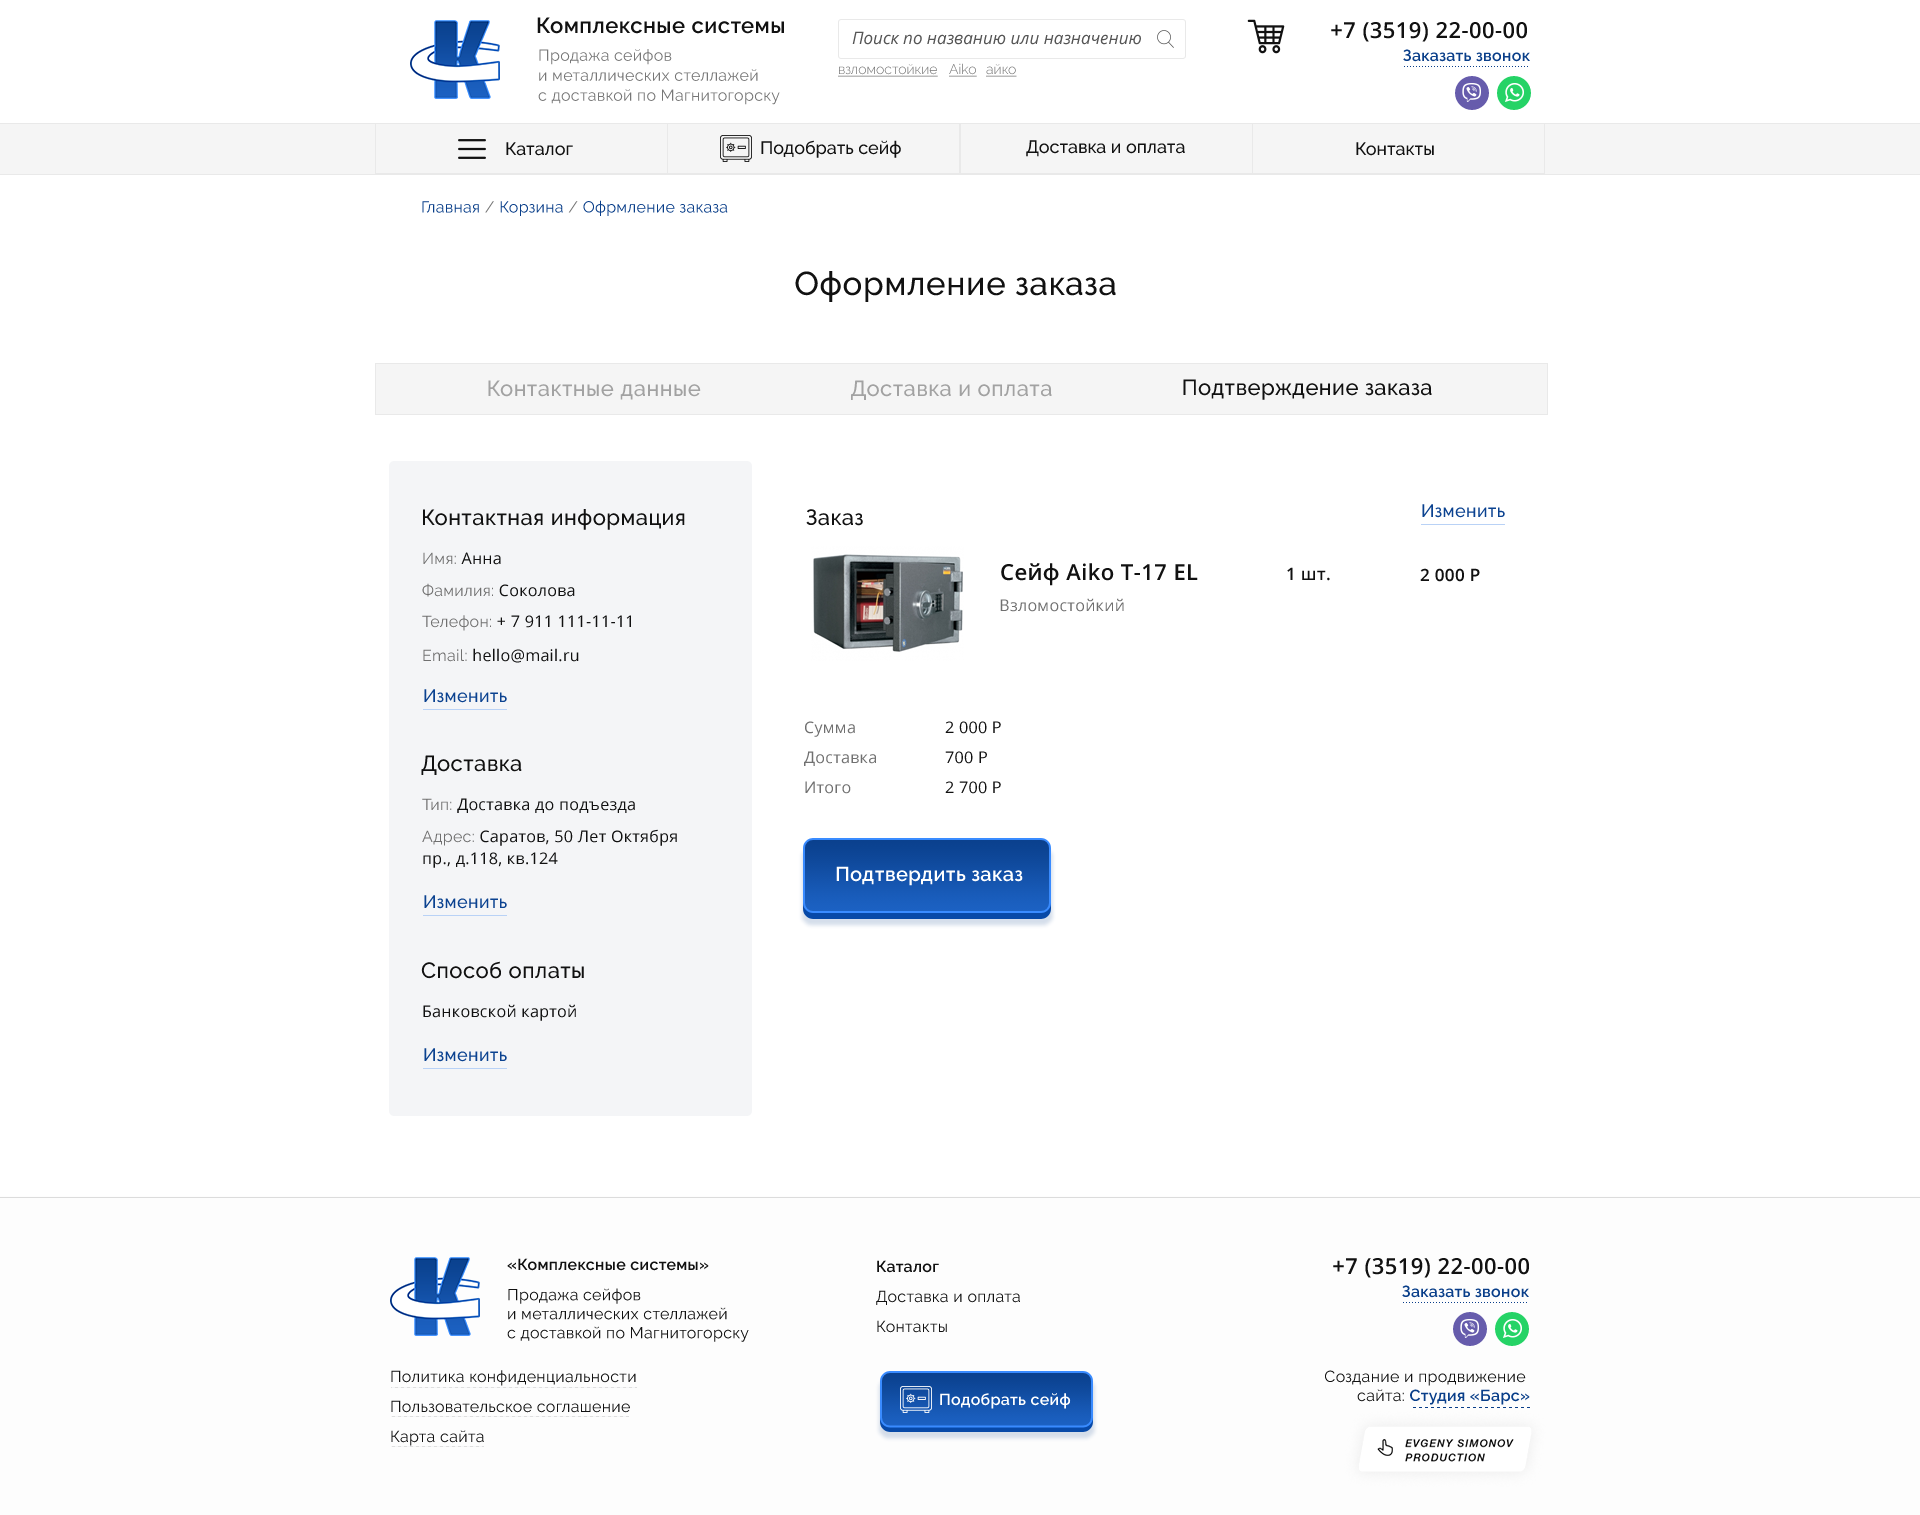 Комплексные системы
Продажа сейфов
и металлических стеллажей
с доставкой по Магнитогорску
Поиск по названию или назначению
взломостойкие Aiko айко
+7 (3519) 22-00-00
Заказать звонок
Каталог
Подобрать сейф
Доставка и оплата
Контакты
Главная / Корзина / Офрмление заказа
Оформление заказа
Контактные данные
Доставка и оплата
Подтверждение заказа
Контактная информация
Имя: Анна
Фамилия: Соколова
Телефон: + 7 911 111-11-11
Email: hello@mail.ru
Изменить
Доставка
Тип: Доставка до подъезда
Адрес: Саратов, 50 Лет Октября
пр., д.118, кв.124
Изменить
Способ оплаты
Банковской картой
Изменить
Заказ
Изменить
Сейф Aiko T-17 EL
Взломостойкий
1 шт.
2 000 Р
Сумма 2 000 Р
Доставка 700 Р
Итого 2 700 Р
Подтвердить заказ
«Комплексные системы»
Продажа сейфов
и металлических стеллажей
с доставкой по Магнитогорску
Политика конфиденциальности
Пользовательское соглашение
Карта сайта
Каталог
Доставка и оплата
Контакты
Подобрать сейф
+7 (3519) 22-00-00
Заказать звонок
Создание и продвижение
сайта: Студия «Барс»
EVGENY SIMONOV
PRODUCTION